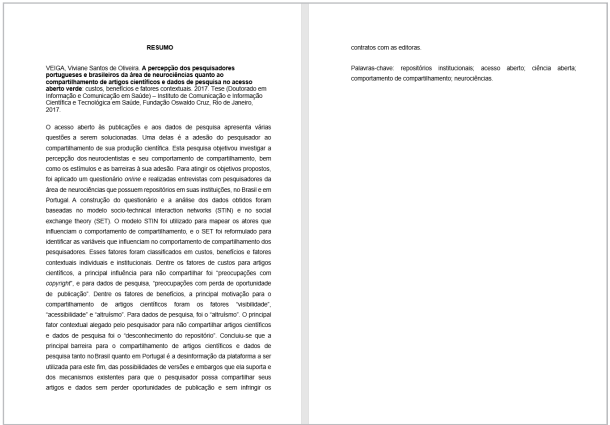 RESUMO
VEIGA, Viviane Santos de Oliveira. A percepção dos pesquisadores
portugueses e brasileiros da área de neurociências quanto ao
compartilhamento de artigos científicos e dados de pesquisa no acesso
aberto verde: custos, benefícios e fatores contextuais. 2017. Tese (Doutorado em
Informação e Comunicação em Saúde) – Instituto de Comunicação e Informação
Científica e Tecnológica em Saúde, Fundação Oswaldo Cruz, Rio de Janeiro,
2017.
O acesso aberto às publicações e aos dados de pesquisa apresenta várias
questões a serem solucionadas. Uma delas é a adesão do pesquisador ao
compartilhamento de sua produção científica. Esta pesquisa objetivou investigar a
percepção dos neurocientistas e seu comportamento de compartilhamento, bem
como os estímulos e as barreiras à sua adesão. Para atingir os objetivos propostos,
foi aplicado um questionário online e realizadas entrevistas com pesquisadores da
área de neurociências que possuem repositórios em suas instituições, no Brasil e em
Portugal. A construção do questionário e a análise dos dados obtidos foram
baseadas no modelo socio-technical interaction networks (STIN) e no social
exchange theory (SET). O modelo STIN foi utilizado para mapear os atores que
influenciam o comportamento de compartilhamento, e o SET foi reformulado para
identificar as variáveis que influenciam no comportamento de compartilhamento dos
pesquisadores. Esses fatores foram classificados em custos, benefícios e fatores
contextuais individuais e institucionais. Dentre os fatores de custos para artigos
científicos, a principal influência para não compartilhar foi "preocupações com
copyright", e para dados de pesquisa, "preocupações com perda de oportunidade
de publicação". Dentre os fatores de benefícios, a principal motivação para o
compartilhamento de artigos científicos foram os fatores "visibilidade",
"acessibilidade" e "altruísmo". Para dados de pesquisa, foi o "altruísmo". O principal
fator contextual alegado pelo pesquisador para não compartilhar artigos científicos
e dados de pesquisa foi o "desconhecimento do repositório". Concluiu-se que a
principal barreira para o compartilhamento de artigos científicos e dados de
pesquisa tanto no Brasil quanto em Portugal é a desinformação da plataforma a ser
utilizada para este fim, das possibilidades de versões e embargos que ela suporta e
dos mecanismos existentes para que o pesquisador possa compartilhar seus
artigos e dados sem perder oportunidades de publicação e sem infringir os
contratos com as editoras.
Palavras-chave: repositórios institucionais; acesso aberto; ciência aberta;
comportamento de compartilhamento; neurociências.